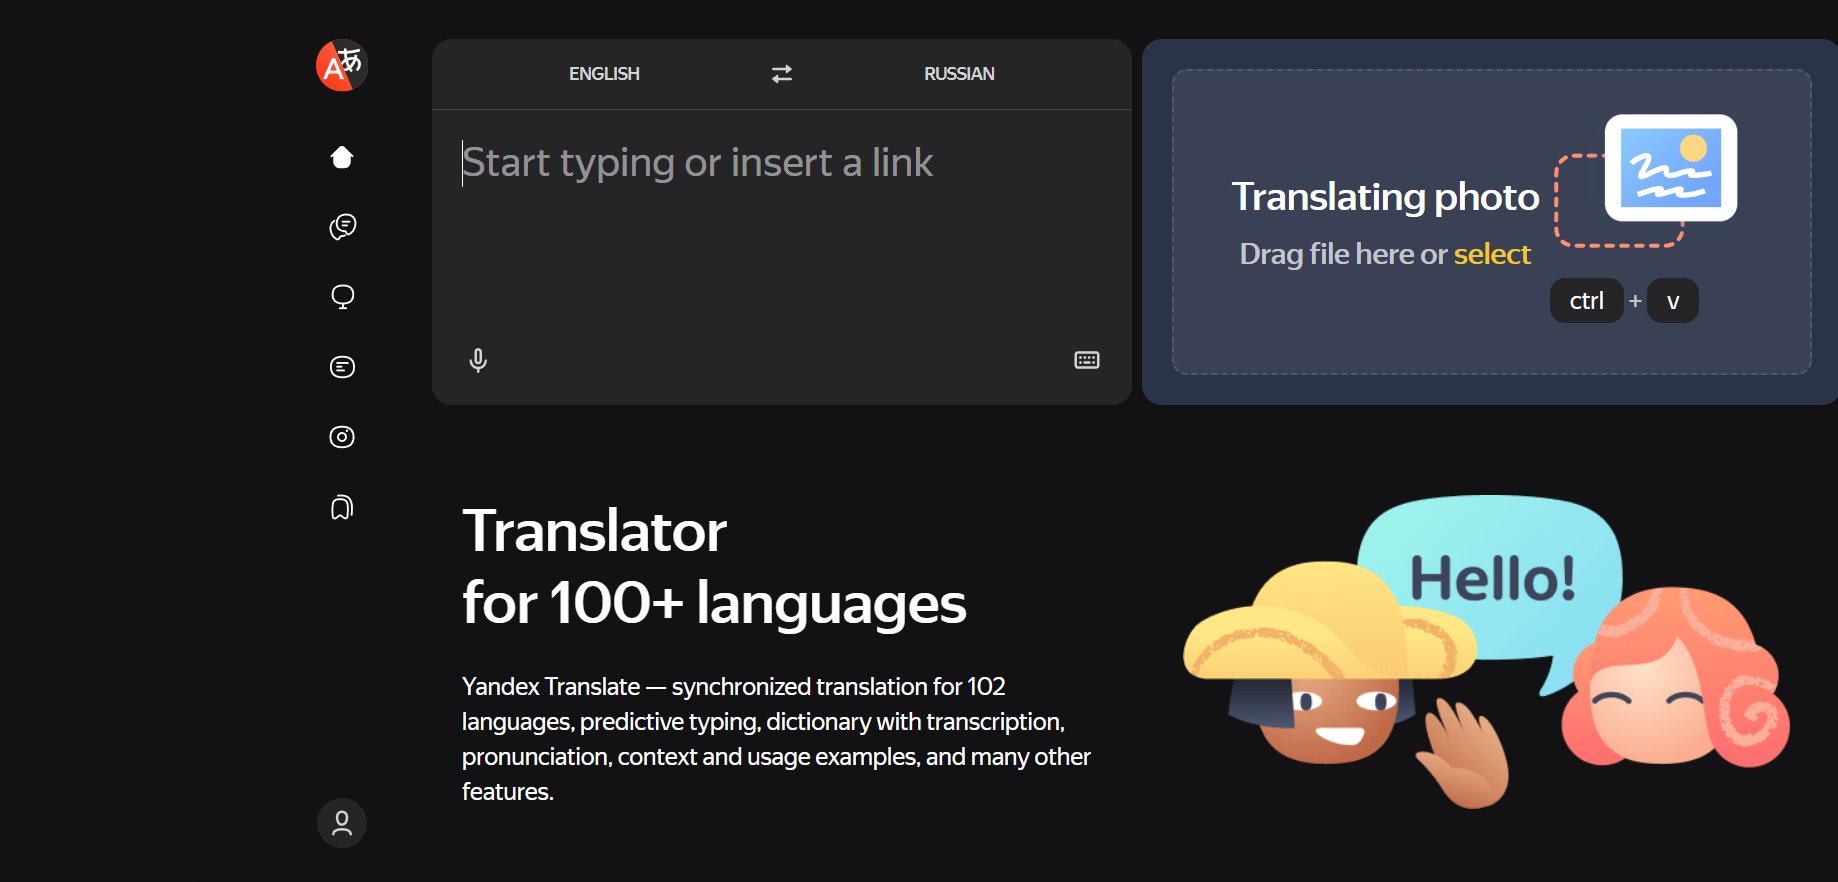 Aあ
ENGLISH
RUSSIAN
Start typing or insert a link
Translating photo
Drag file here or select
ctrl + v
Translator
for 100+ languages
Yandex Translate — synchronized translation for 102
languages, predictive typing, dictionary with transcription,
pronunciation, context and usage examples, and many other
features.
Hello!